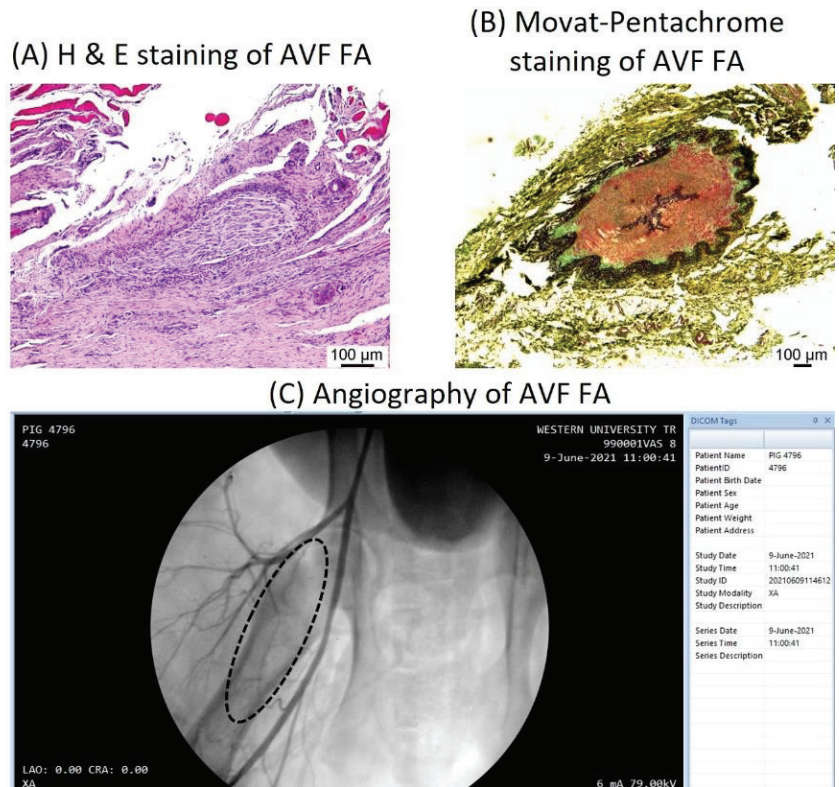 (A) H & E staining of AVF FA
(B) Movat-Pentachrome
staining of AVF FA
100 µm
100 µm
(C) Angiography of AVF FA
PIG 4796
4796
WESTERN UNIVERSITY TR
990001VAS 8
9-June-2021 11:00:41
LAO: 0.00 CRA: 0.00
XA
6 mA 79.00kV
DICOM Tags
Patient Name PIG 4796
PatientID 4796
Patient Birth Date
Patient Sex
Patient Age
Patient Weight
Patient Address
Study Date 9-June-2021
Study Time 11:00:41
Study ID 20210609114612
Study Modality XA
Study Description
Series Date 9-June-2021
Series Time 11:00:41
Series Description